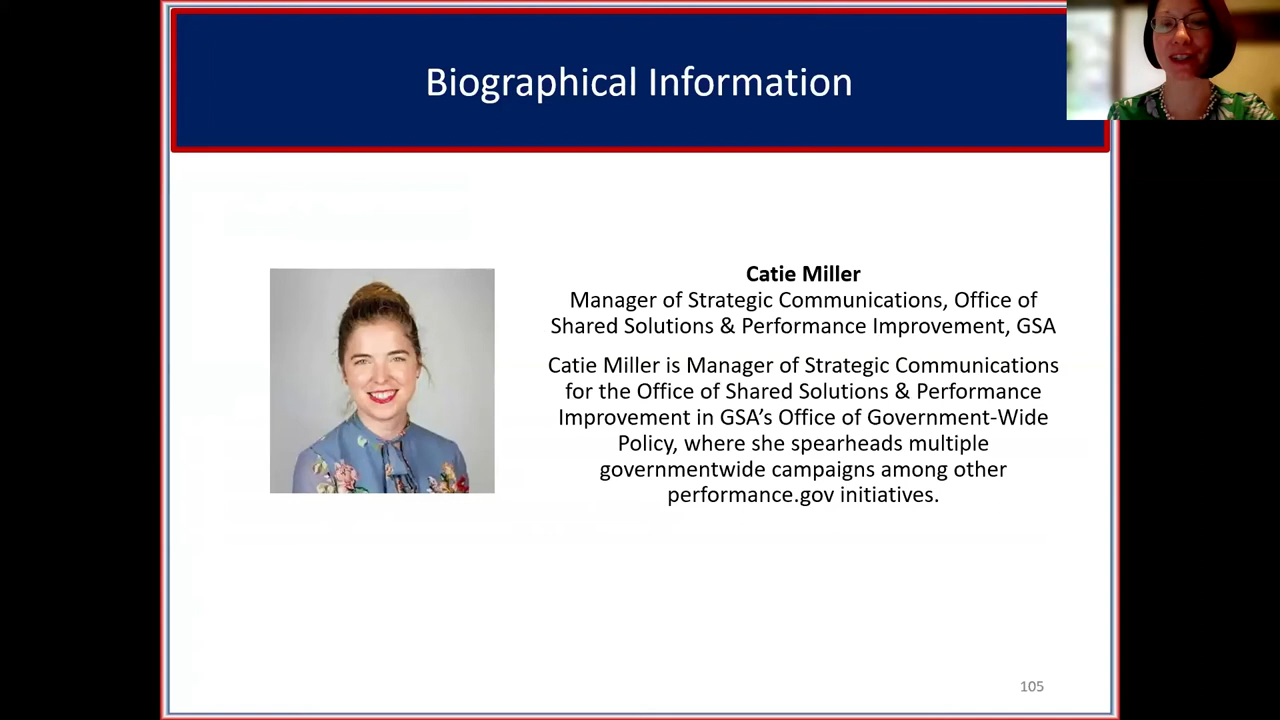 Biographical Information
Catie Miller
Manager of Strategic Communications, Office of
Shared Solutions & Performance Improvement, GSA
Catie Miller is Manager of Strategic Communications
for the Office of Shared Solutions & Performance
Improvement in GSA’s Office of Government-Wide
Policy, where she spearheads multiple
governmentwide campaigns among other
performance.gov initiatives.
105